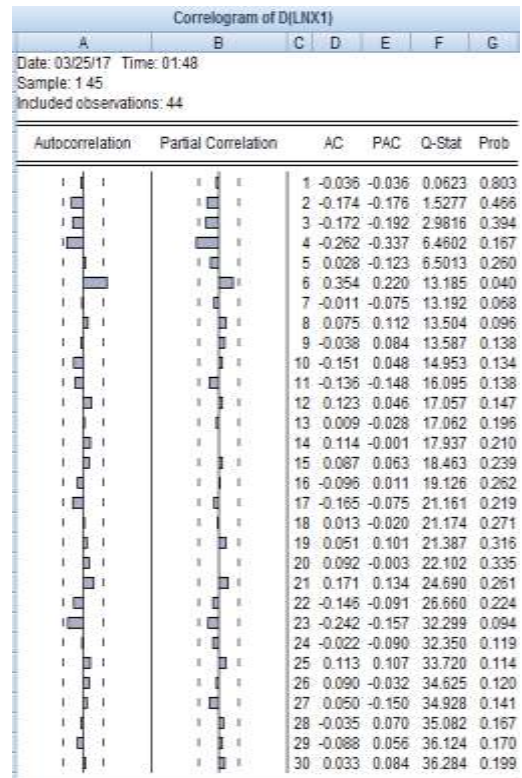 Correlogram of D(LNX1)
A B C D E F G
Date: 03/25/17 Time: 01:48
Sample: 1 45
Included observations: 44
Autocorrelation Partial Correlation AC PAC Q-Stat Prob
1 -0.036 -0.036 0.0623 0.803
2 -0.174 -0.176 1.5277 0.466
3 -0.172 -0.192 2.9816 0.394
4 -0.262 -0.337 6.4602 0.167
5 0.028 -0.123 6.5013 0.260
6 0.354 0.220 13.185 0.040
7 -0.011 -0.075 13.192 0.068
8 0.075 0.112 13.504 0.096
9 -0.038 0.084 13.587 0.138
10 -0.151 0.048 14.953 0.134
11 -0.136 -0.148 16.095 0.138
12 0.123 0.046 17.057 0.147
13 0.009 -0.028 17.062 0.196
14 0.114 -0.001 17.937 0.210
15 0.087 0.063 18.463 0.239
16 -0.096 0.011 19.126 0.262
17 -0.165 -0.075 21.161 0.219
18 0.013 -0.020 21.174 0.271
19 0.051 0.101 21.387 0.316
20 0.092 -0.003 22.102 0.335
21 0.171 0.134 24.690 0.261
22 -0.146 -0.091 26.660 0.224
23 -0.242 -0.157 32.299 0.094
24 -0.022 -0.090 32.350 0.119
25 0.113 0.107 33.720 0.114
26 0.090 -0.032 34.625 0.120
27 0.050 -0.150 34.928 0.141
28 -0.035 0.070 35.082 0.167
29 -0.088 0.056 36.124 0.170
30 0.033 0.084 36.284 0.199